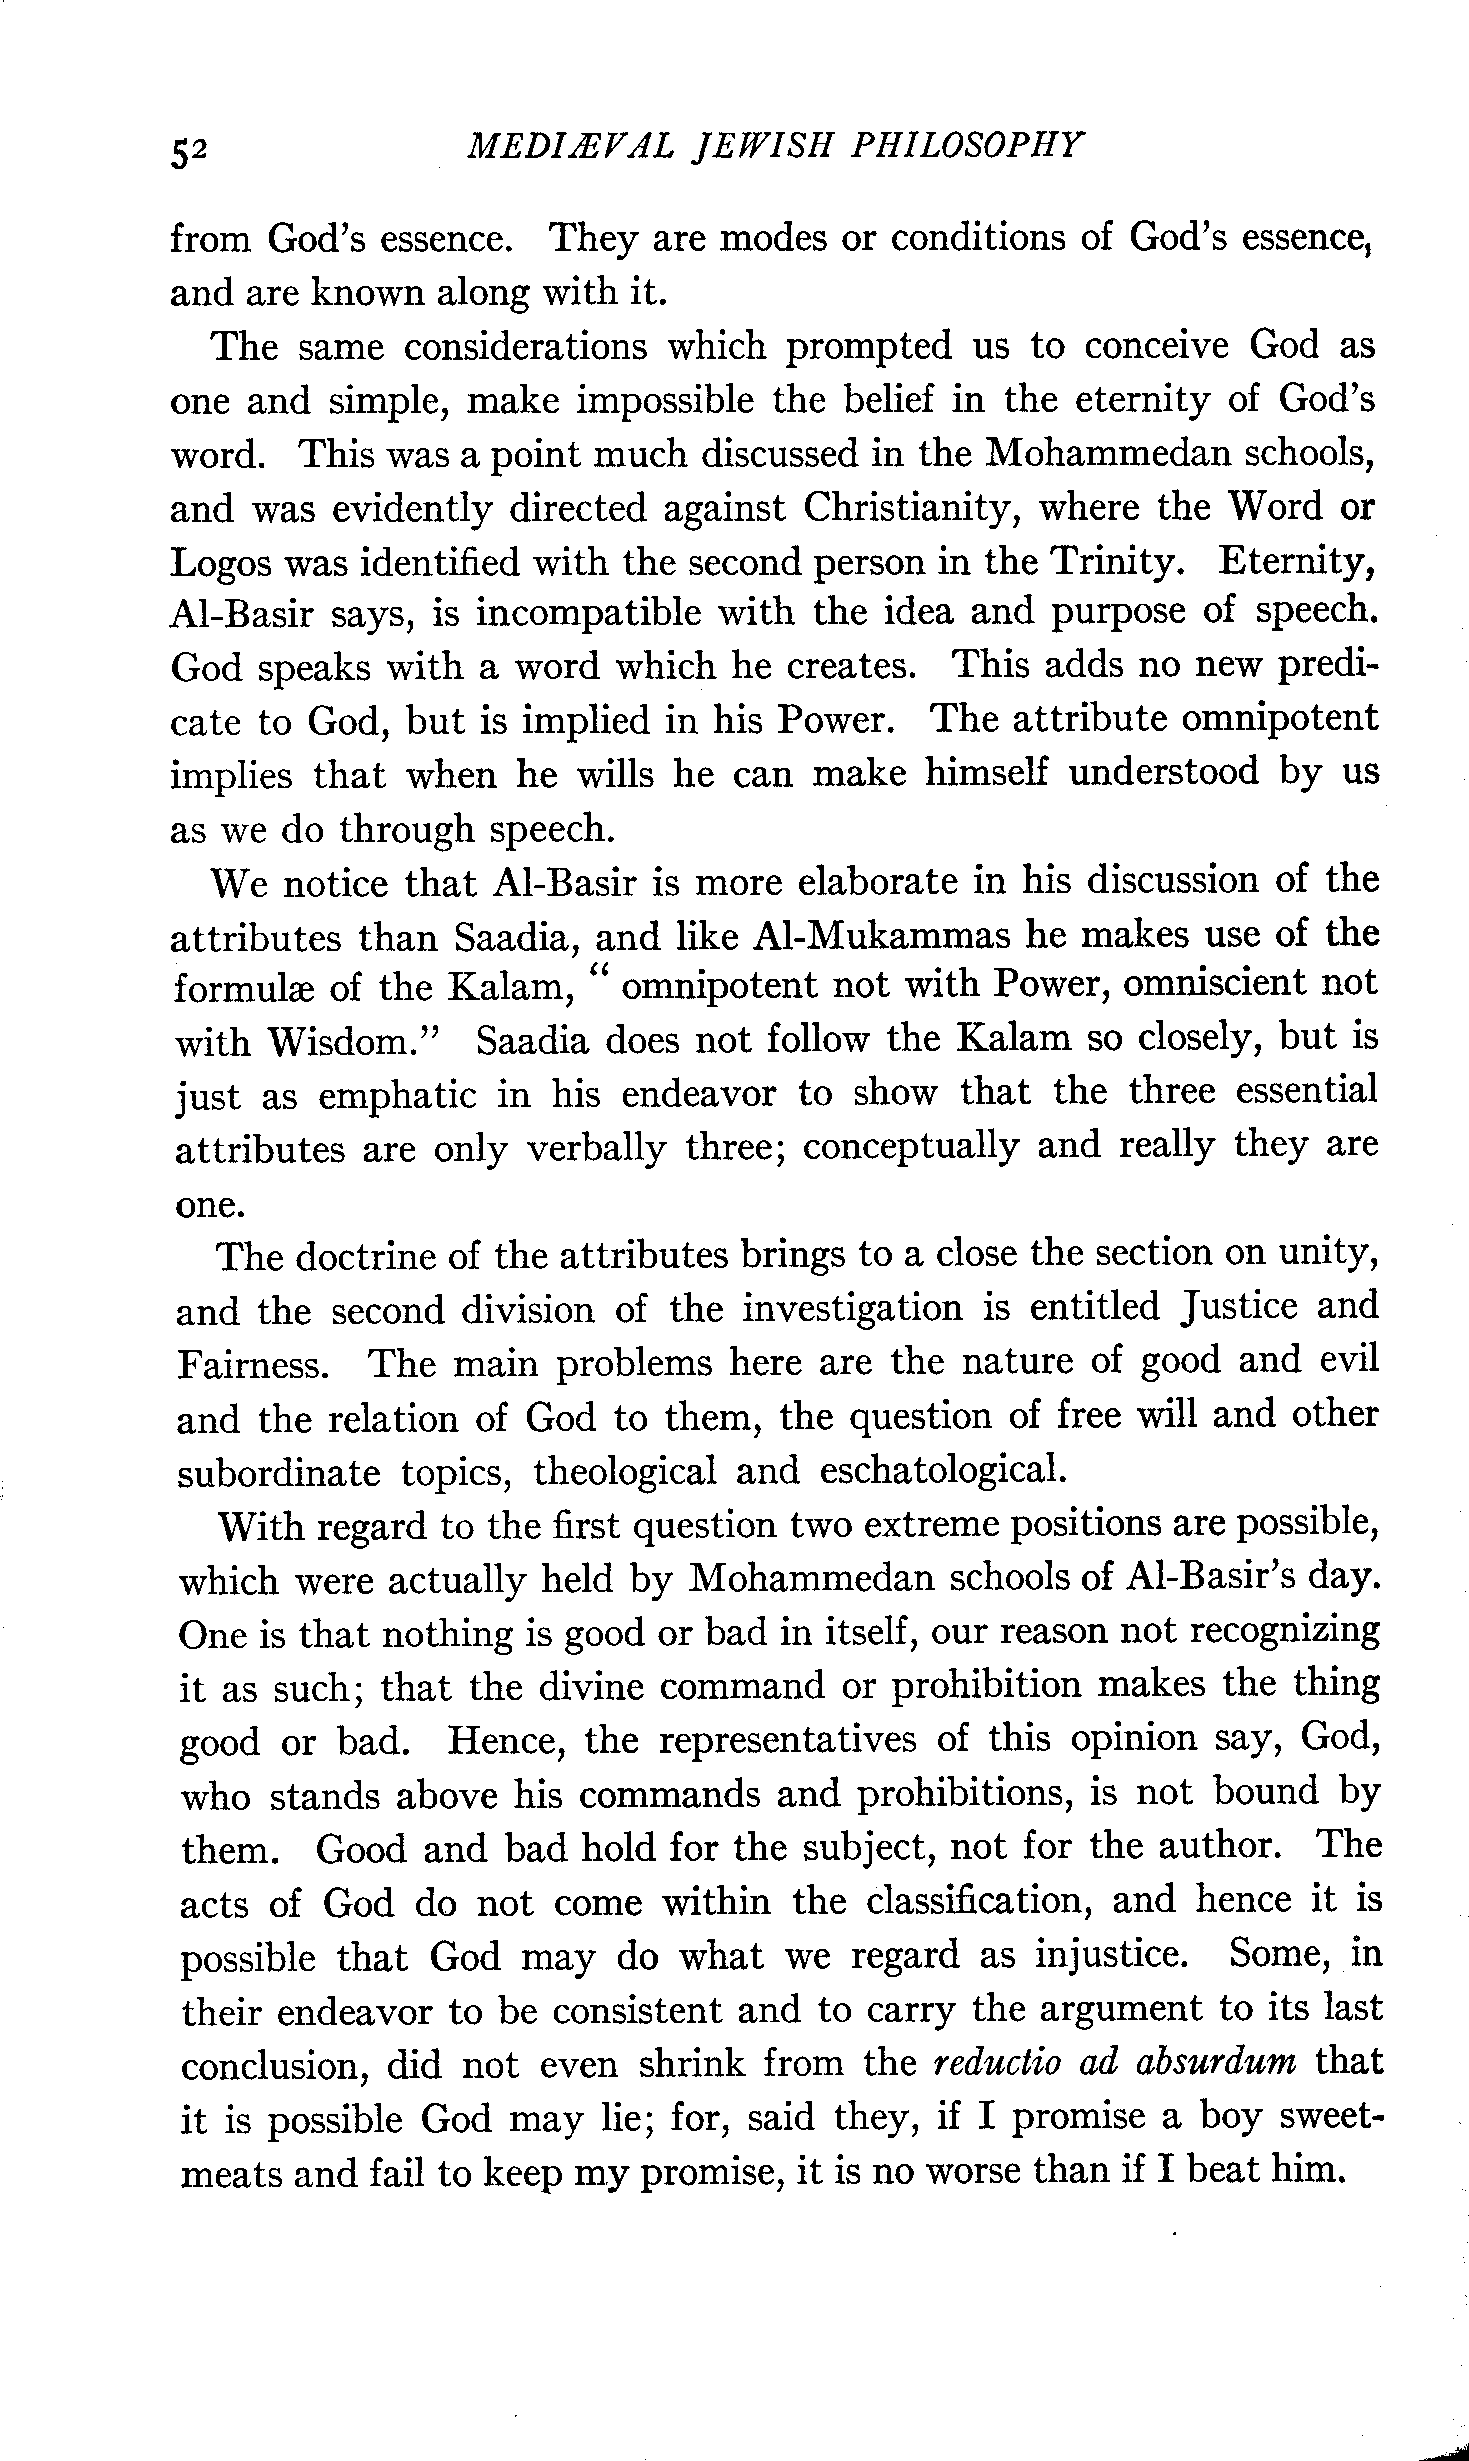 52 MEDIÆVAL JEWISH PHILOSOPHY
from God's essence. They are modes or conditions of God's essence,
and are known along with it.
The same considerations which prompted us to conceive God as
one and simple, make impossible the belief in the eternity of God's
word. This was a point much discussed in the Mohammedan schools,
and was evidently directed against Christianity, where the Word or
Logos was identified with the second person in the Trinity. Eternity,
Al-Basir says, is incompatible with the idea and purpose of speech.
God speaks with a word which he creates. This adds no new predi-
cate to God, but is implied in his Power. The attribute omnipotent
implies that when he wills he can make himself understood by us
as we do through speech.
We notice that Al-Basir is more elaborate in his discussion of the
attributes than Saadia, and like Al-Mukammas he makes use of the
formulæ of the Kalam, “ omnipotent not with Power, omniscient not
with Wisdom.” Saadia does not follow the Kalam so closely, but is
just as emphatic in his endeavor to show that the three essential
attributes are only verbally three; conceptually and really they are
one.
The doctrine of the attributes brings to a close the section on unity,
and the second division of the investigation is entitled Justice and
Fairness. The main problems here are the nature of good and evil
and the relation of God to them, the question of free will and other
subordinate topics, theological and eschatological.
With regard to the first question two extreme positions are possible,
which were actually held by Mohammedan schools of Al-Basir's day.
One is that nothing is good or bad in itself, our reason not recognizing
it as such; that the divine command or prohibition makes the thing
good or bad. Hence, the representatives of this opinion say, God,
who stands above his commands and prohibitions, is not bound by
them. Good and bad hold for the subject, not for the author. The
acts of God do not come within the classification, and hence it is
possible that God may do what we regard as injustice. Some, in
their endeavor to be consistent and to carry the argument to its last
conclusion, did not even shrink from the reductio ad absurdum that
it is possible God may lie; for, said they, if I promise a boy sweet-
meats and fail to keep my promise, it is no worse than if I beat him.